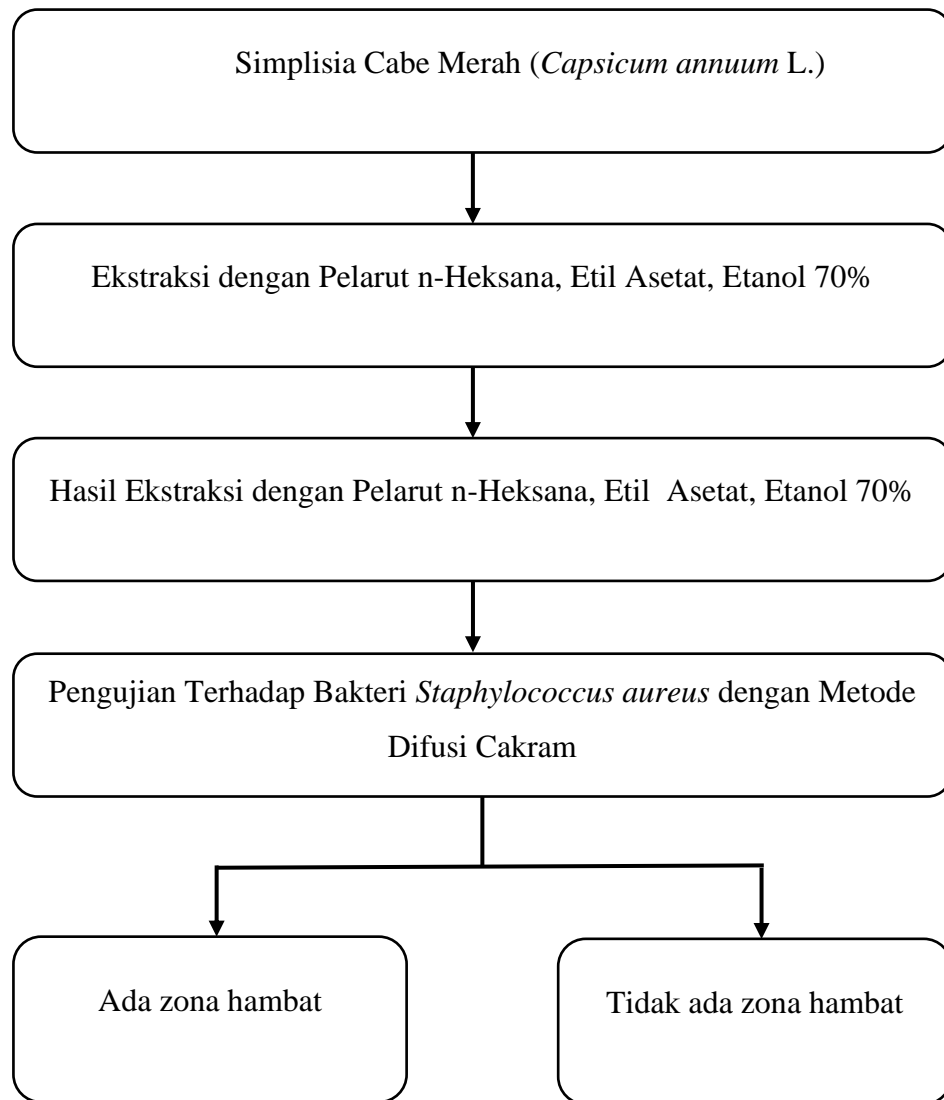 Simplisia Cabe Merah (Capsicum annuum L.)
Ekstraksi dengan Pelarut n-Heksana, Etil Asetat, Etanol 70%
Hasil Ekstraksi dengan Pelarut n-Heksana, Etil  Asetat, Etanol 70%
Pengujian Terhadap Bakteri Staphylococcus aureus dengan Metode
Difusi Cakram
Ada zona hambat
Tidak ada zona hambat